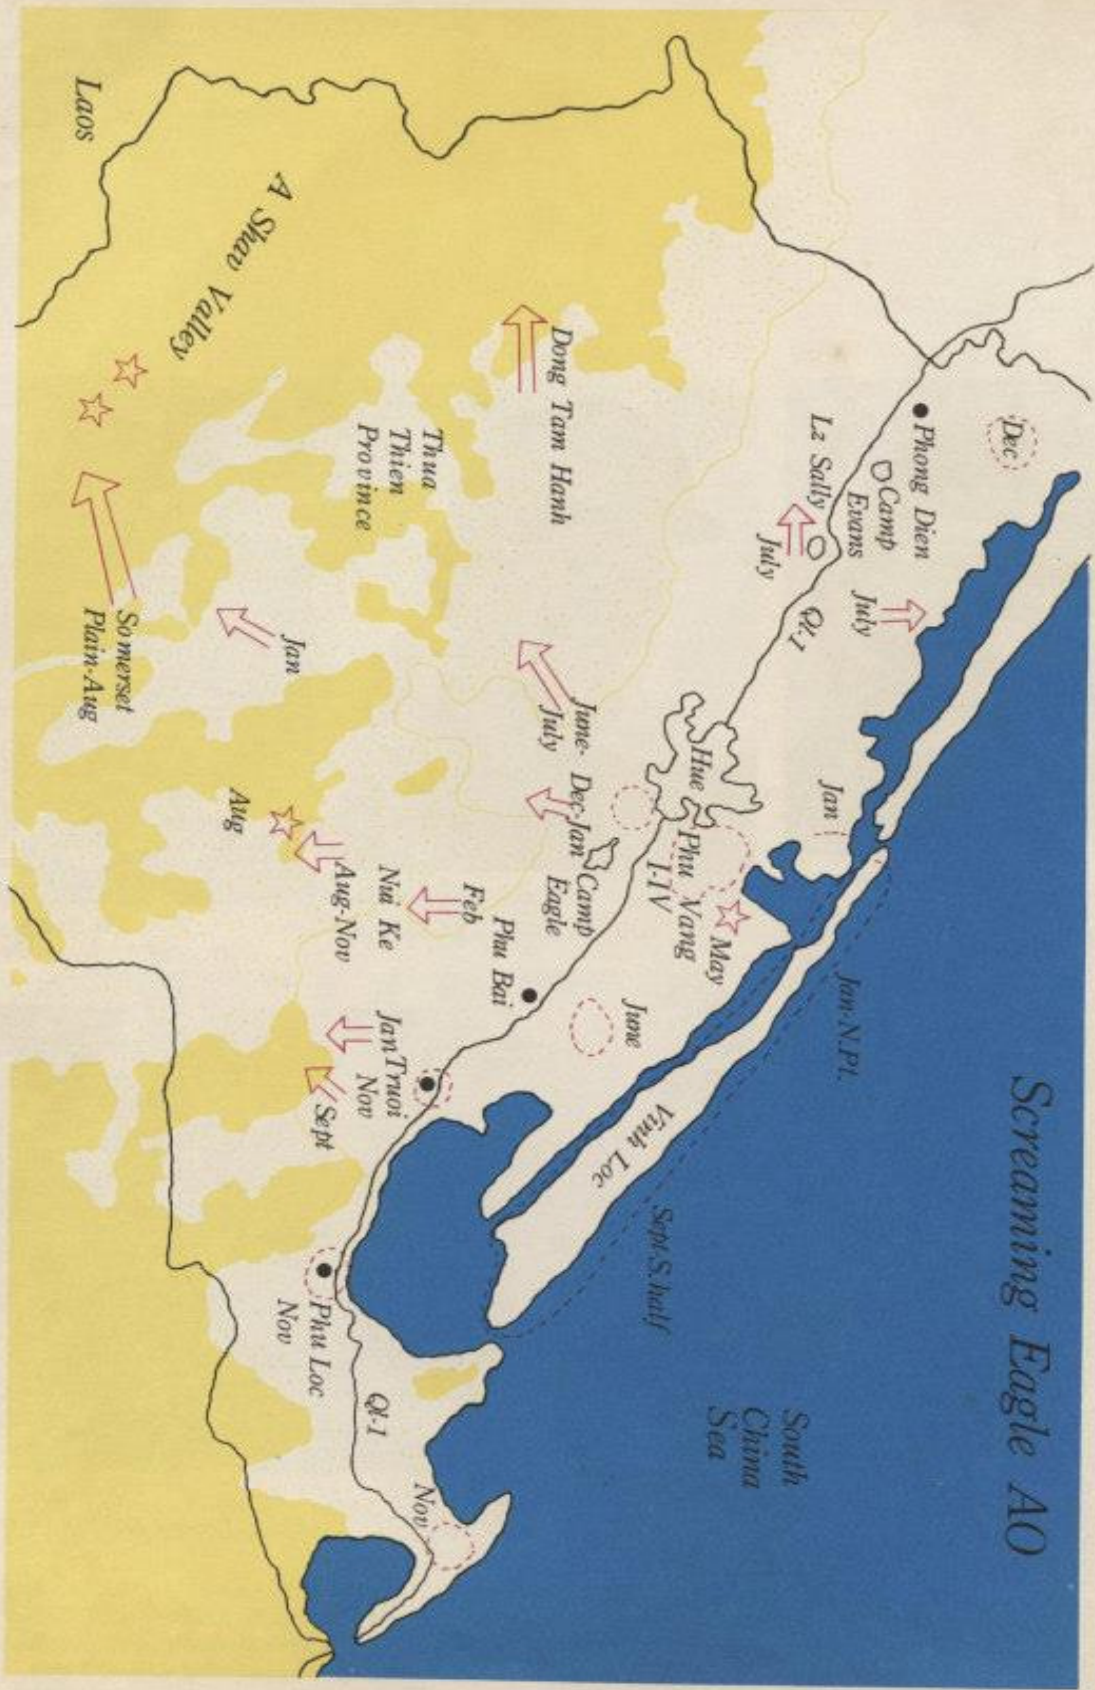 Screaming Eagle AO
South
China
Sea
Dec
Phong Dien
Camp
Evans
Lz Sally
July
July
Ql-1
Jan
Jan-N.Pt.
Hue
Phu Vang
I-IV
May
June
Vinh Loc
Sept.S.half
Dong Tam Hanh
Thua
Thien
Province
June-
July
Dec-Jan
Camp
Eagle
Phu Bai
Feb
Nui Ke
Aug-Nov
Aug
Jan
Truoi
Nov
Sept
Phu Loc
Nov
Ql-1
Nov
Jan
Somerset
Plain-Aug
A Shau Valley
Laos